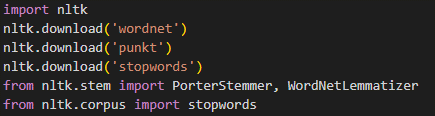 import nltk
nltk.download('wordnet')
nltk.download('punkt')
nltk.download('stopwords')
from nltk.stem import PorterStemmer, WordNetLemmatizer
from nltk.corpus import stopwords